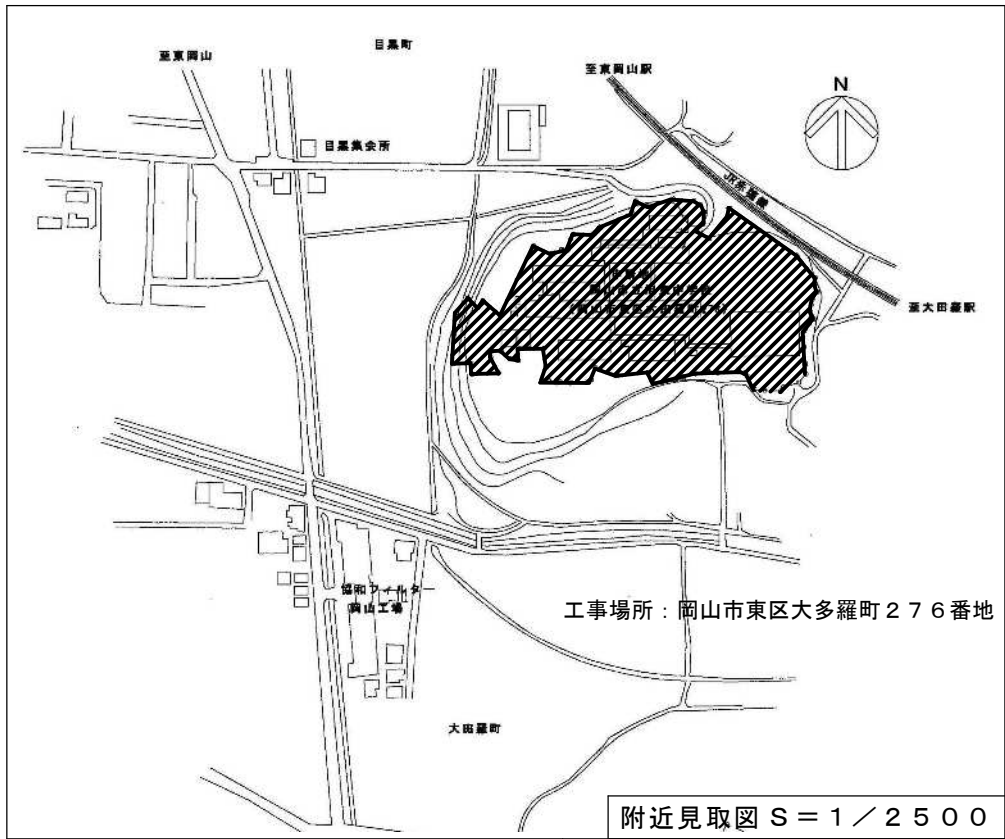 目黒町
至東岡山
至東岡山駅
N
目黒集会所
JR赤穂線
至大田羅駅
協和フィルター
岡山工場
工事場所：岡山市東区大多羅町２７６番地
大田羅町
附近見取図 S＝１／２５００